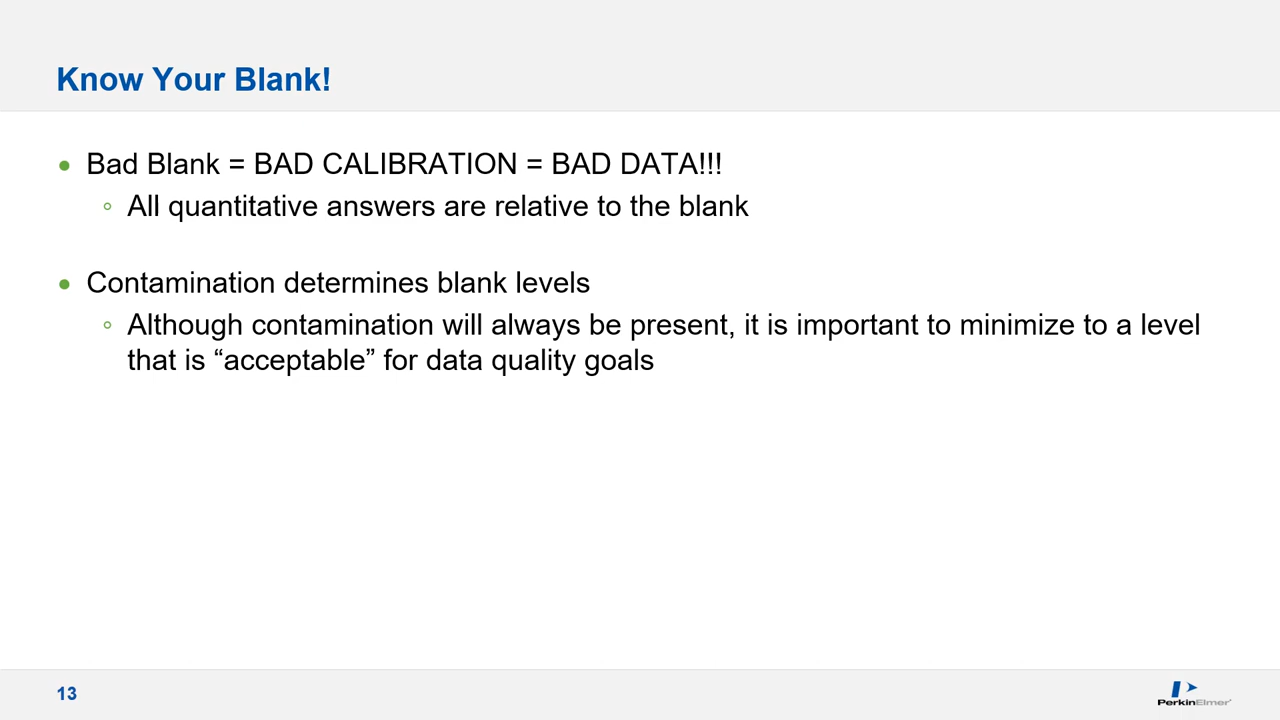 Know Your Blank!
• Bad Blank = BAD CALIBRATION = BAD DATA!!!
◦ All quantitative answers are relative to the blank
• Contamination determines blank levels
◦ Although contamination will always be present, it is important to minimize to a level
that is “acceptable” for data quality goals
13
PerkinElmer